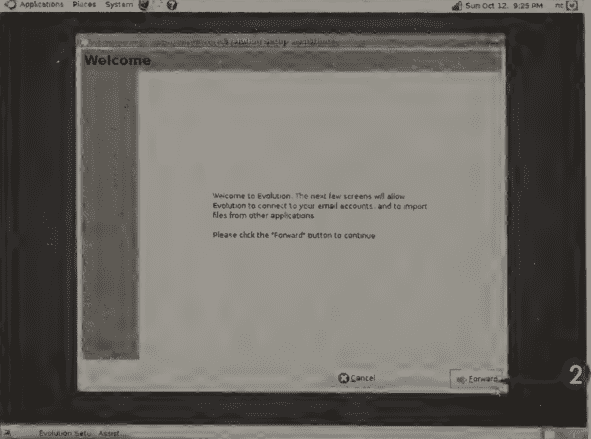 Applications Places System
Sun Oct 12, 9:25 PM
Welcome
Welcome to Evolution. The next few screens will allow
Evolution to connect to your email accounts, and to import
files from other applications.
Please click the "Forward" button to continue
Cancel
Forward
2
Evolution Setup Assist...